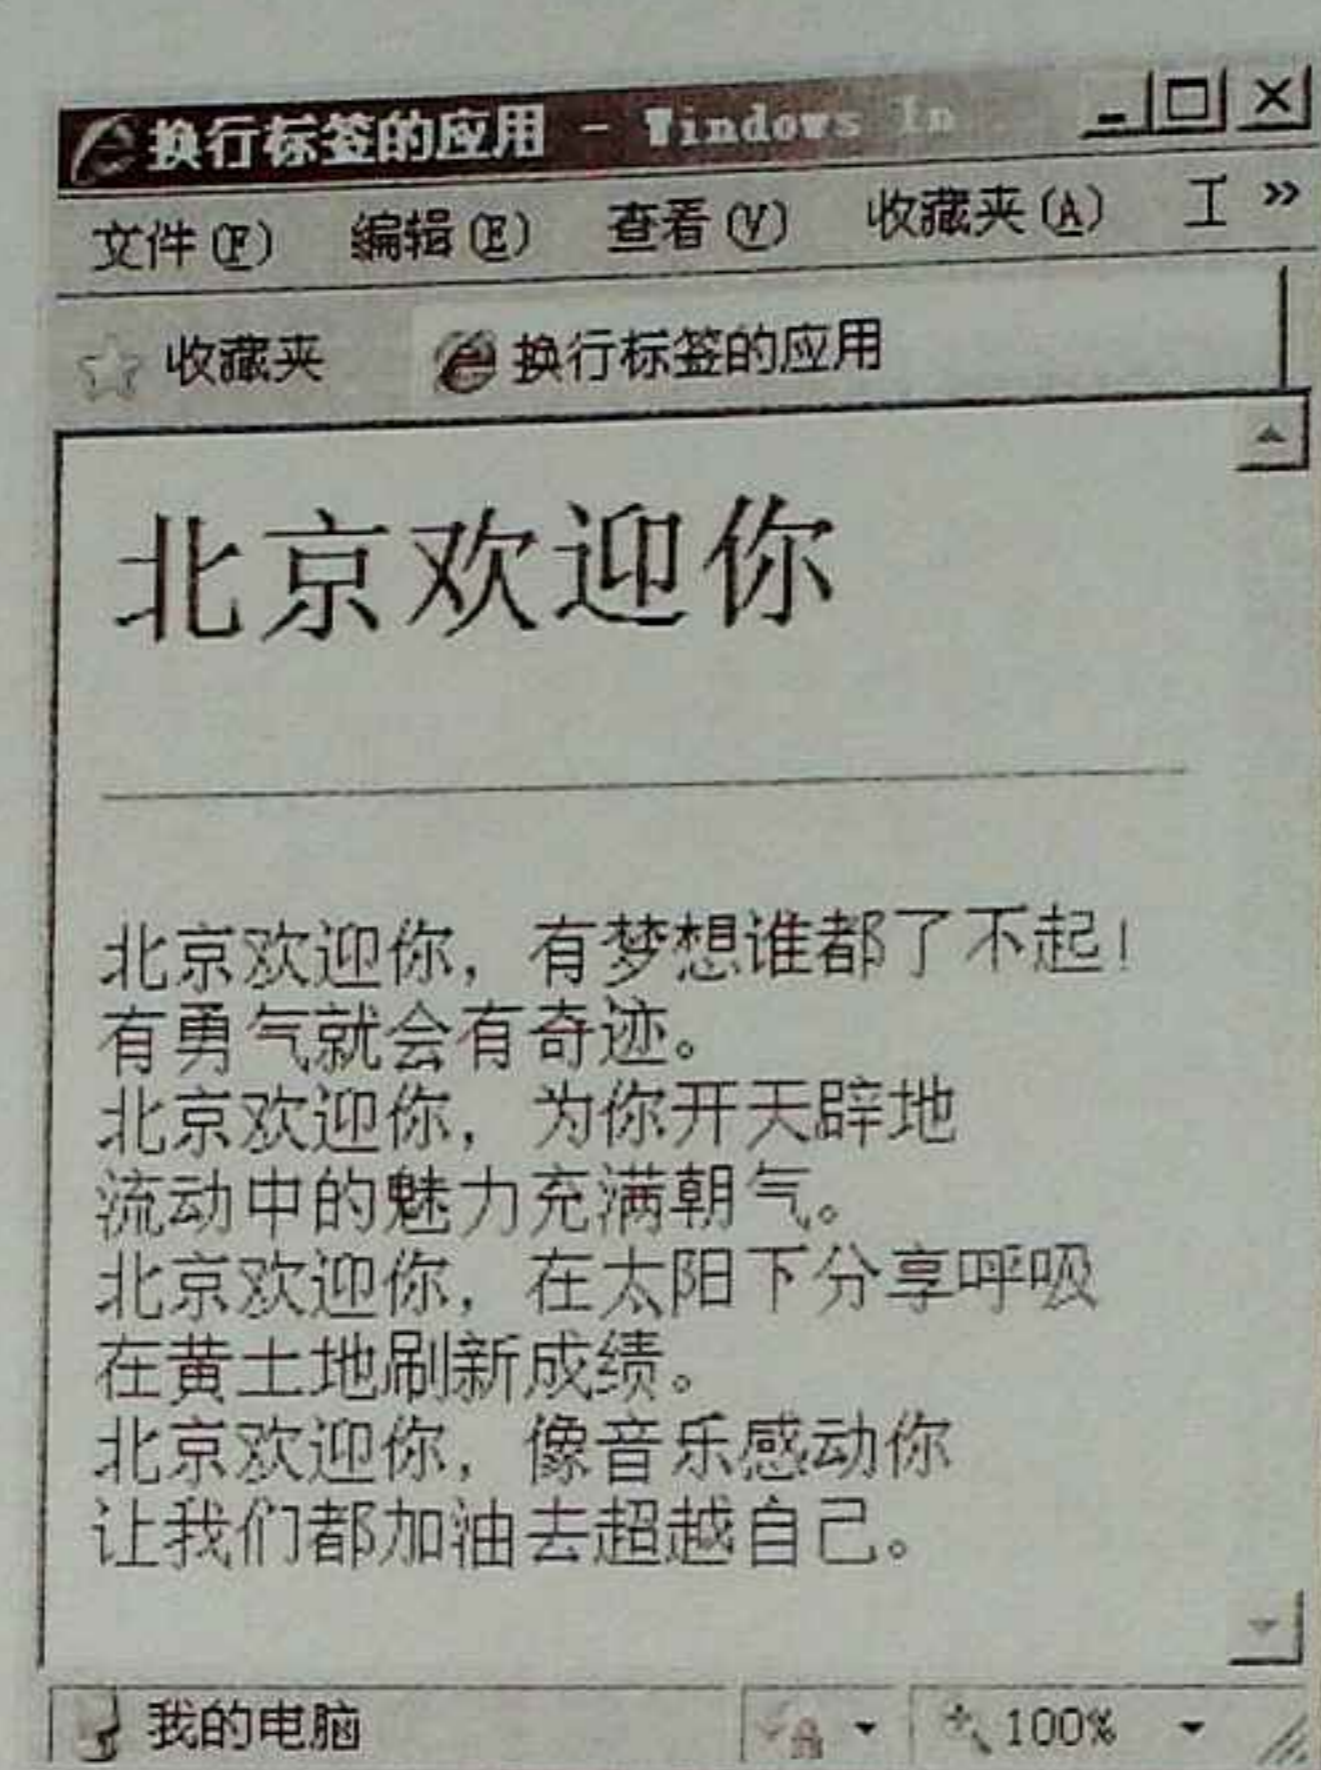 换行标签的应用 - Windows In
文件(F) 编辑(E) 查看(V) 收藏夹(A) 工 »
收藏夹 换行标签的应用
北京欢迎你
北京欢迎你，有梦想谁都了不起！
有勇气就会有奇迹。
北京欢迎你，为你开天辟地
流动中的魅力充满朝气。
北京欢迎你，在太阳下分享呼吸
在黄土地刷新成绩。
北京欢迎你，像音乐感动你
让我们都加油去超越自己。
我的电脑 100%